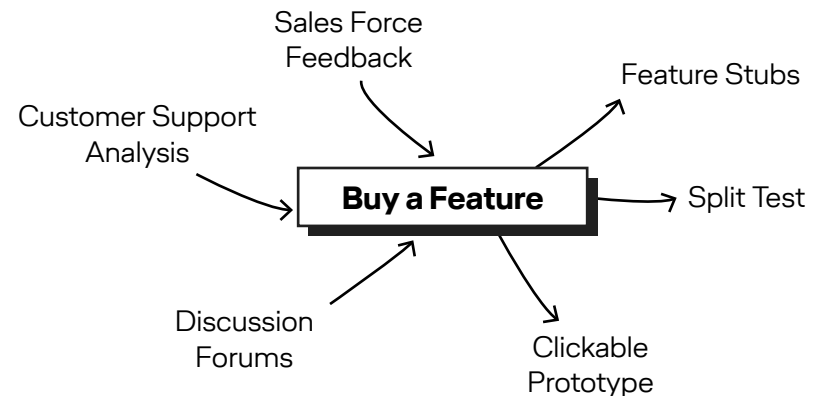 Sales Force
Feedback
Feature Stubs
Customer Support
Analysis
Buy a Feature
Split Test
Discussion
Forums
Clickable
Prototype